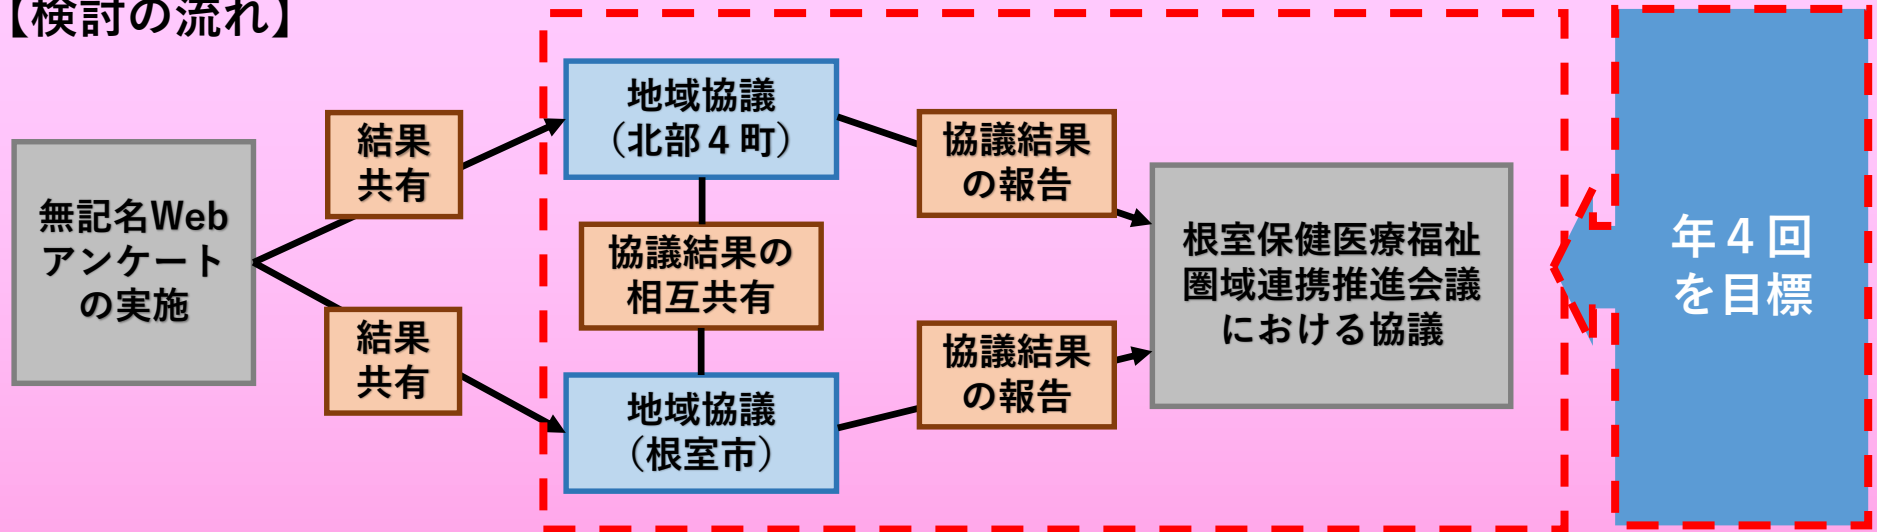 【検討の流れ】
無記名Web
アンケート
の実施
結果
共有
結果
共有
地域協議
（北部４町）
協議結果の
相互共有
地域協議
（根室市）
協議結果
の報告
協議結果
の報告
根室保健医療福祉
圏域連携推進会議
における協議
年４回
を目標